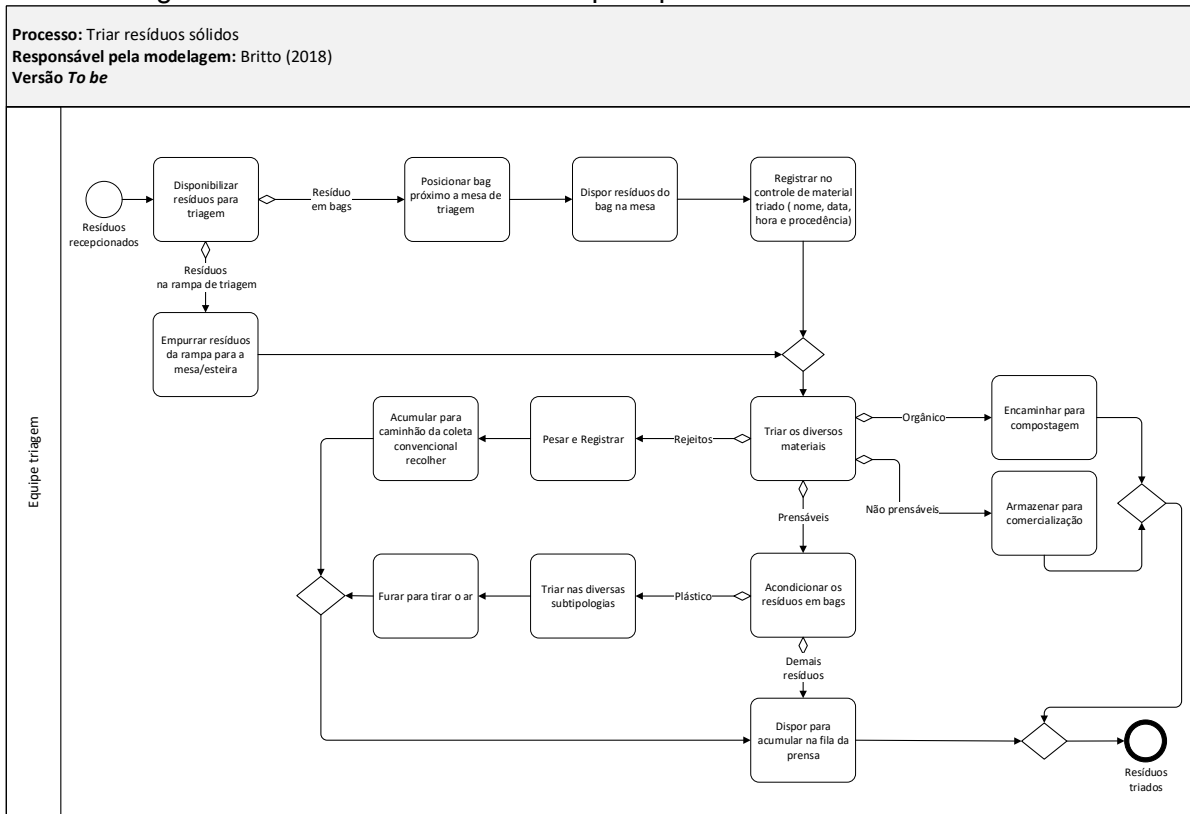 Processo: Triar resíduos sólidos
Responsável pela modelagem: Britto (2018)
Versão To be
Equipe triagem
Resíduos
recepcionados
Disponibilizar
resíduos para
triagem
Resíduo
em bags
Posicionar bag
próximo a mesa de
triagem
Dispor resíduos do
bag na mesa
Registrar no
controle de material
triado ( nome, data,
hora e procedência)
Resíduos
na rampa de triagem
Empurrar resíduos
da rampa para a
mesa/esteira
Acumular para
caminhão da coleta
convencional
recolher
Pesar e Registrar
Rejeitos
Triar os diversos
materiais
Orgânico
Encaminhar para
compostagem
Não prensáveis
Armazenar para
comercialização
Prensáveis
Furar para tirar o ar
Triar nas diversas
subtipologias
Plástico
Acondicionar os
resíduos em bags
Demais
resíduos
Dispor para
acumular na fila da
prensa
Resíduos
triados